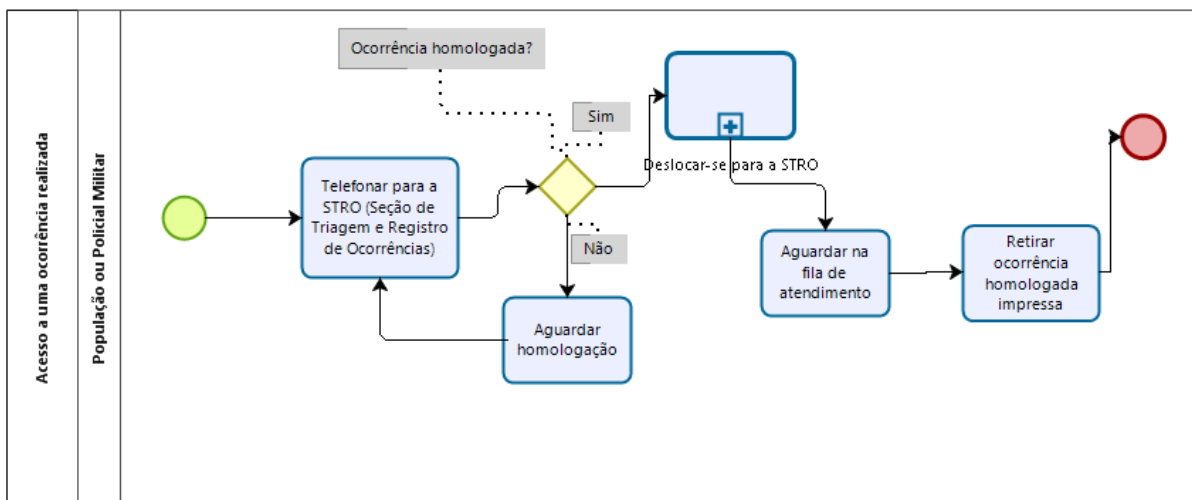 Acesso a uma ocorrência realizada
População ou Policial Militar
Ocorrência homologada?
Sim
Telefonar para a
STRO (Seção de
Triagem e Registro
de Ocorrências)
Não
Aguardar
homologação
Deslocar-se para a STRO
Aguardar na
fila de
atendimento
Retirar
ocorrência
homologada
impressa